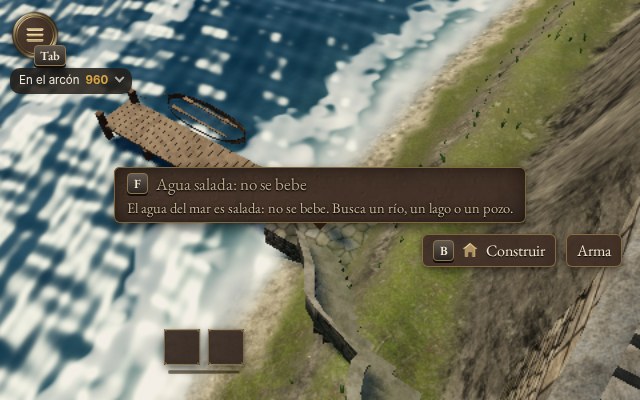 Tab
En el arcón 960
F Agua salada: no se bebe
El agua del mar es salada: no se bebe. Busca un río, un lago o un pozo.
B Construir
Arma